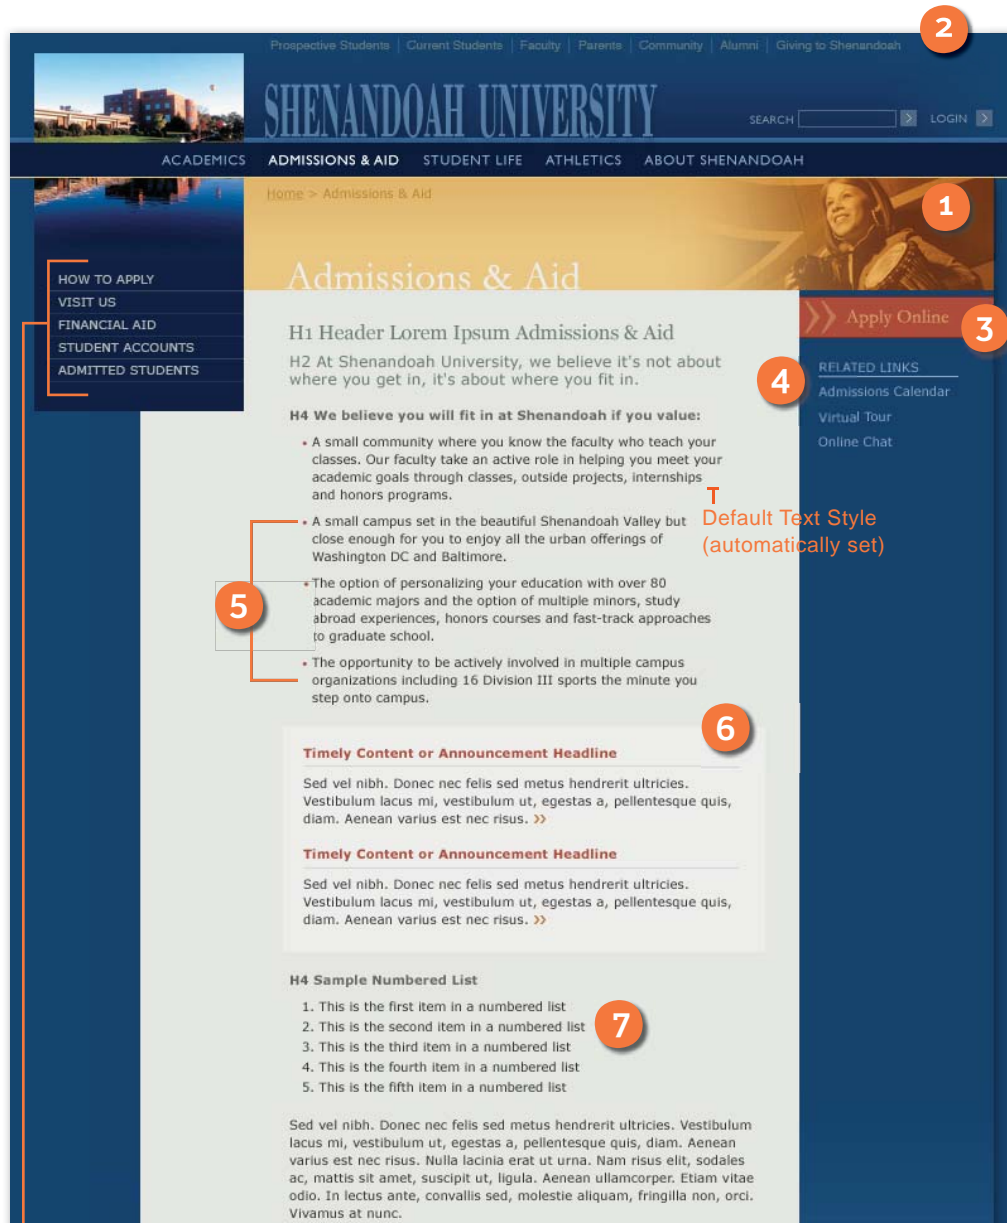 2
Prospective Students | Current Students | Faculty | Parents | Community | Alumni | Giving to Shenandoah
SHENANDOAH UNIVERSITY
SEARCH LOGIN
ACADEMICS ADMISSIONS & AID STUDENT LIFE ATHLETICS ABOUT SHENANDOAH
Home > Admissions & Aid
1
Admissions & Aid
HOW TO APPLY
VISIT US
FINANCIAL AID
STUDENT ACCOUNTS
ADMITTED STUDENTS
Apply Online
3
4
RELATED LINKS
Admissions Calendar
Virtual Tour
Online Chat
H1 Header Lorem Ipsum Admissions & Aid
H2 At Shenandoah University, we believe it's not about
where you get in, it's about where you fit in.
H4 We believe you will fit in at Shenandoah if you value:
• A small community where you know the faculty who teach your
classes. Our faculty take an active role in helping you meet your
academic goals through classes, outside projects, internships
and honors programs.
Default Text Style
(automatically set)
• A small campus set in the beautiful Shenandoah Valley but
close enough for you to enjoy all the urban offerings of
Washington DC and Baltimore.
5
• The option of personalizing your education with over 80
academic majors and the option of multiple minors, study
abroad experiences, honors courses and fast-track approaches
to graduate school.
• The opportunity to be actively involved in multiple campus
organizations including 16 Division III sports the minute you
step onto campus.
6
Timely Content or Announcement Headline
Sed vel nibh. Donec nec felis sed metus hendrerit ultricies.
Vestibulum lacus mi, vestibulum ut, egestas a, pellentesque quis,
diam. Aenean varius est nec risus. »
Timely Content or Announcement Headline
Sed vel nibh. Donec nec felis sed metus hendrerit ultricies.
Vestibulum lacus mi, vestibulum ut, egestas a, pellentesque quis,
diam. Aenean varius est nec risus. »
H4 Sample Numbered List
1. This is the first item in a numbered list
2. This is the second item in a numbered list
3. This is the third item in a numbered list
4. This is the fourth item in a numbered list
5. This is the fifth item in a numbered list
7
Sed vel nibh. Donec nec felis sed metus hendrerit ultricies. Vestibulum
lacus mi, vestibulum ut, egestas a, pellentesque quis, diam. Aenean
varius est nec risus. Nulla lacinia erat ut urna. Nam risus elit, sodales
ac, mattis sit amet, suscipit ut, ligula. Aenean ullamcorper. Etiam vitae
odio. In lectus ante, convallis sed, molestie aliquam, fringilla non, orci.
Vivamus at nunc.